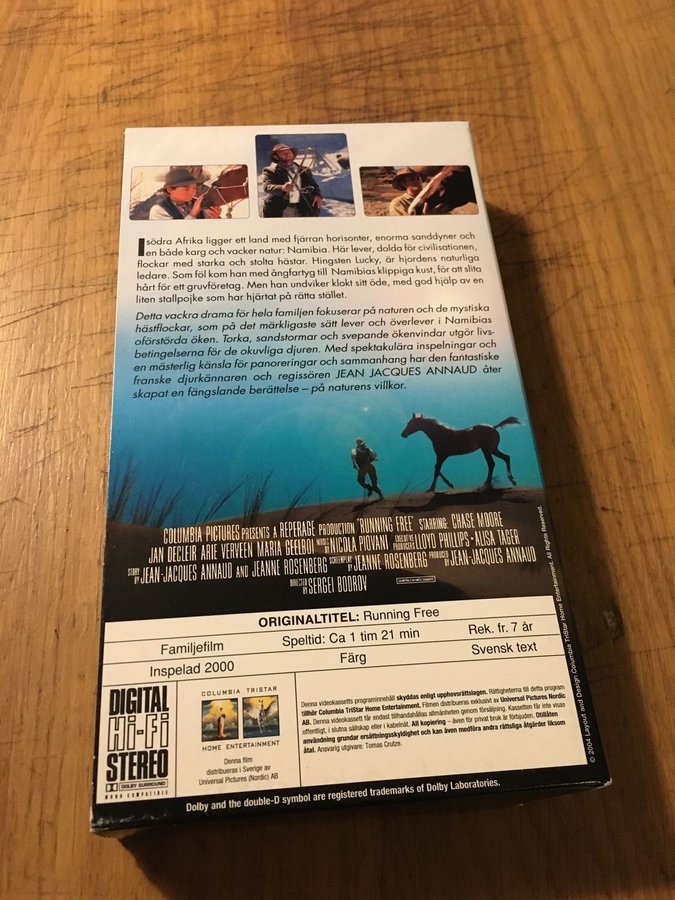 I södra Afrika ligger ett land med fjärran horisonter, enorma sanddyner och
en både karg och vacker natur: Namibia. Här lever, dolda för civilisationen,
flockar med starka och stolta hästar. Hingsten Lucky, är hjordens naturliga
ledare. Som föl kom han med ångfartyg till Namibias klippiga kust, för att slita
hårt för ett gruvföretag. Men han undviker klokt sitt öde, med god hjälp av en
liten stallpojke som har hjärtat på rätta stället.
Detta vackra drama för hela familjen fokuserar på naturen och de mystiska
hästflockar, som på det märkligaste sätt lever och överlever i Namibias
oförstörda öken. Torka, sandstormar och svepande ökenvindar utgör livs-
betingelserna för de okuvliga djuren. Med spektakulära inspelningar och
en mästerlig känsla för panoreringar och sammanhang har den fantastiske
franske djurkännaren och regissören JEAN JACQUES ANNAUD åter
skapat en fängslande berättelse – på naturens villkor.
COLUMBIA PICTURES PRESENTS A REPERAGE PRODUCTION "RUNNING FREE" STARRING: CHASE MOORE
JAN DECLEIR ARIE VERVEEN MARIA GEELBO MUSIC BY NICOLA PIOVANI EXECUTIVE PRODUCERS LLOYD PHILLIPS - ALISA TAGER
STORY BY JEAN-JACQUES ANNAUD AND JEANNE ROSENBERG SCREENPLAY BY JEANNE ROSENBERG PRODUCED BY JEAN-JACQUES ANNAUD
DIRECTED BY SERGEI BODROV
ORIGINALTITEL: Running Free
Familjefilm Speltid: Ca 1 tim 21 min Rek. fr. 7 år
Inspelad 2000 Färg Svensk text
DIGITAL
Hi-Fi
STEREO
DOLBY SURROUND
MONO COMPATIBLE
COLUMBIA TRISTAR
HOME ENTERTAINMENT
Denna film
distribueras i Sverige av
Universal Pictures (Nordic) AB
Denna videokassetts programinnehåll skyddas enligt upphovsrättslagen. Rättigheterna till detta program
tillhör Columbia TriStar Home Entertainment. Filmen distribueras exklusivt av Universal Pictures Nordic
AB. Denna videokassett får endast tillhandahållas allmänheten genom försäljning. Kassetten får inte visas
offentligt, i slutna sällskap eller i kabelnät. All kopiering – även för privat bruk är förbjuden. Otillåten
användning grundar ersättningsskyldighet och kan även medföra andra rättsliga åtgärder liksom
åtal. Ansvarig utgivare: Tomas Crutze.
Dolby and the double-D symbol are registered trademarks of Dolby Laboratories.
© 2004 Layout and Design Columbia TriStar Home Entertainment. All Rights Reserved.